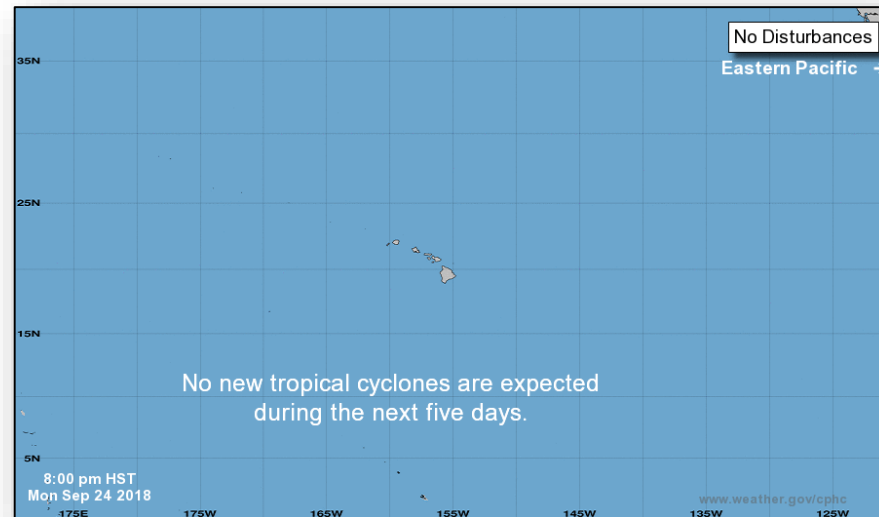 No Disturbances
Eastern Pacific
35N
25N
15N
No new tropical cyclones are expected
during the next five days.
5N
8:00 pm HST
Mon Sep 24 2018
www.weather.gov/cphc
175E 175W 165W 155W 145W 135W 125W